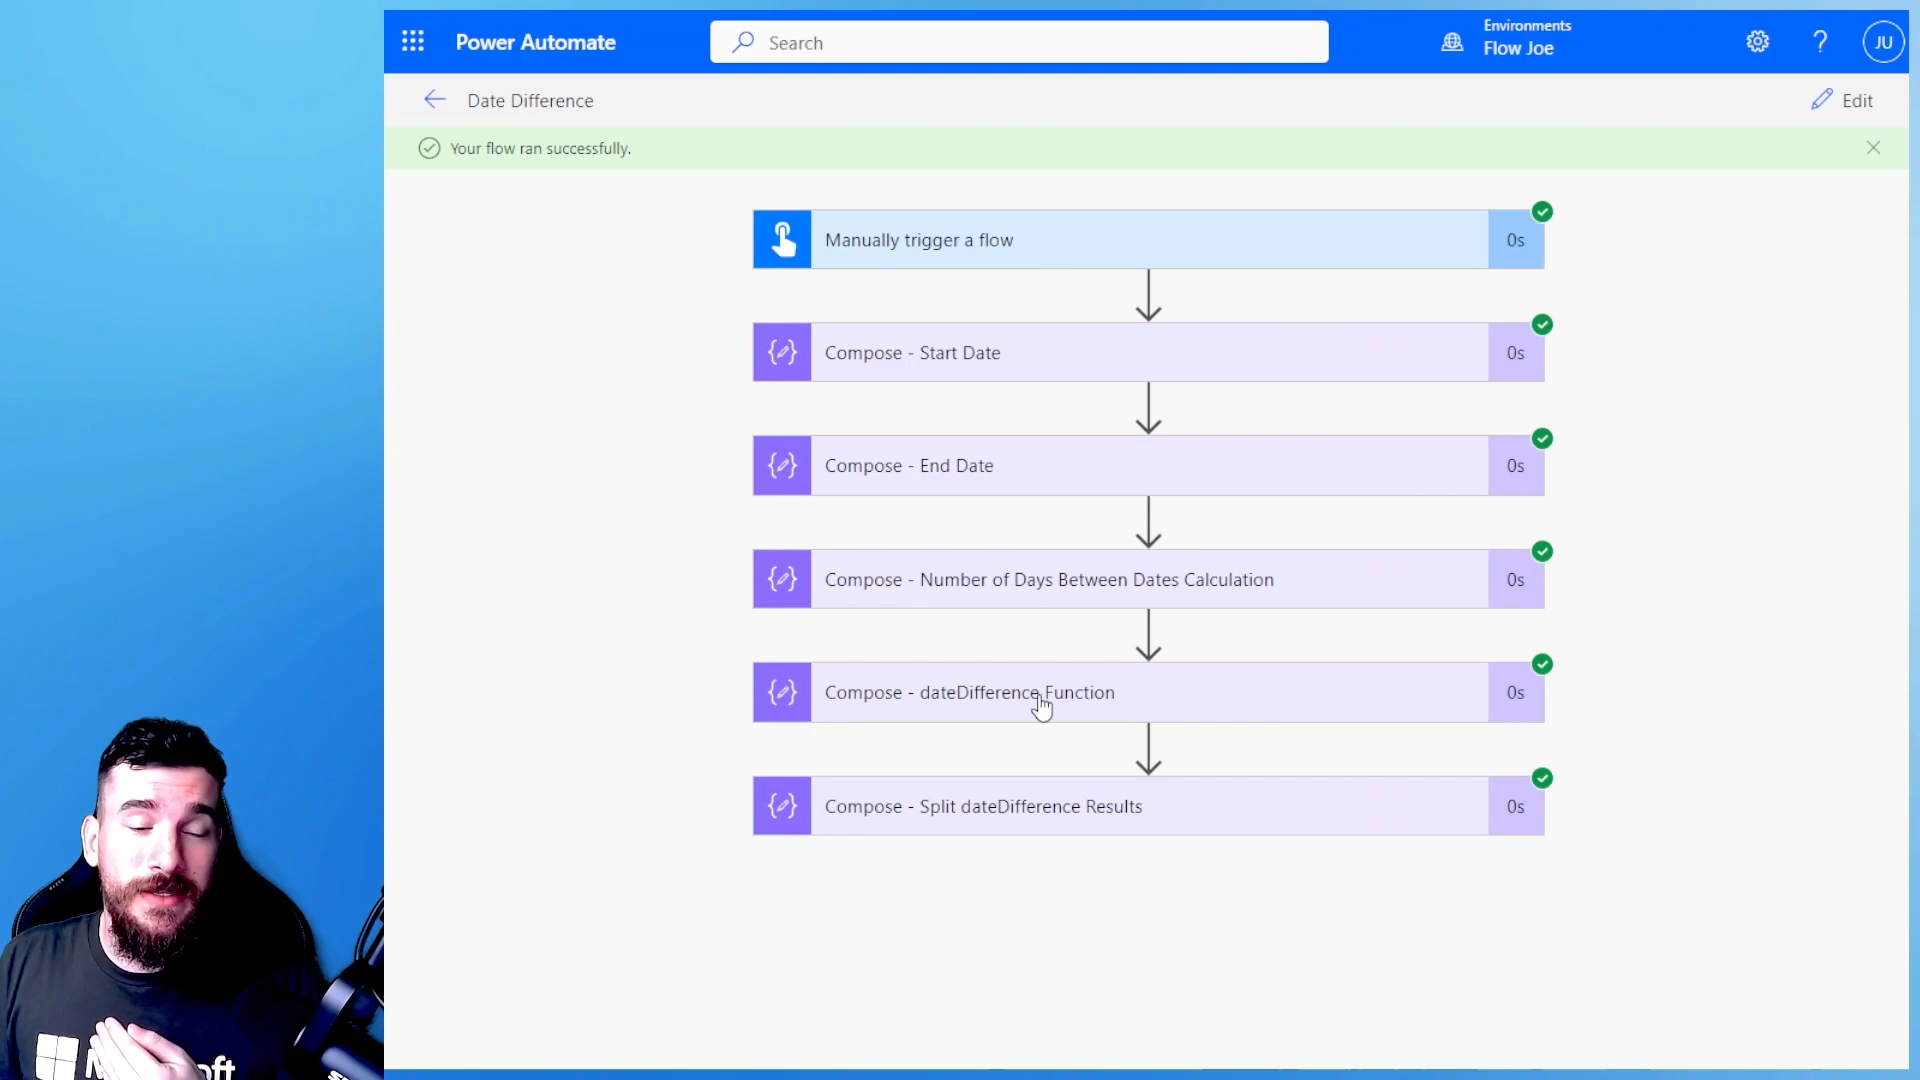 Power Automate
Search
Environments
Flow Joe
?
JU
Date Difference
Edit
Your flow ran successfully.
Manually trigger a flow
0s
Compose - Start Date
0s
Compose - End Date
0s
Compose - Number of Days Between Dates Calculation
0s
Compose - dateDifference Function
0s
Compose - Split dateDifference Results
0s